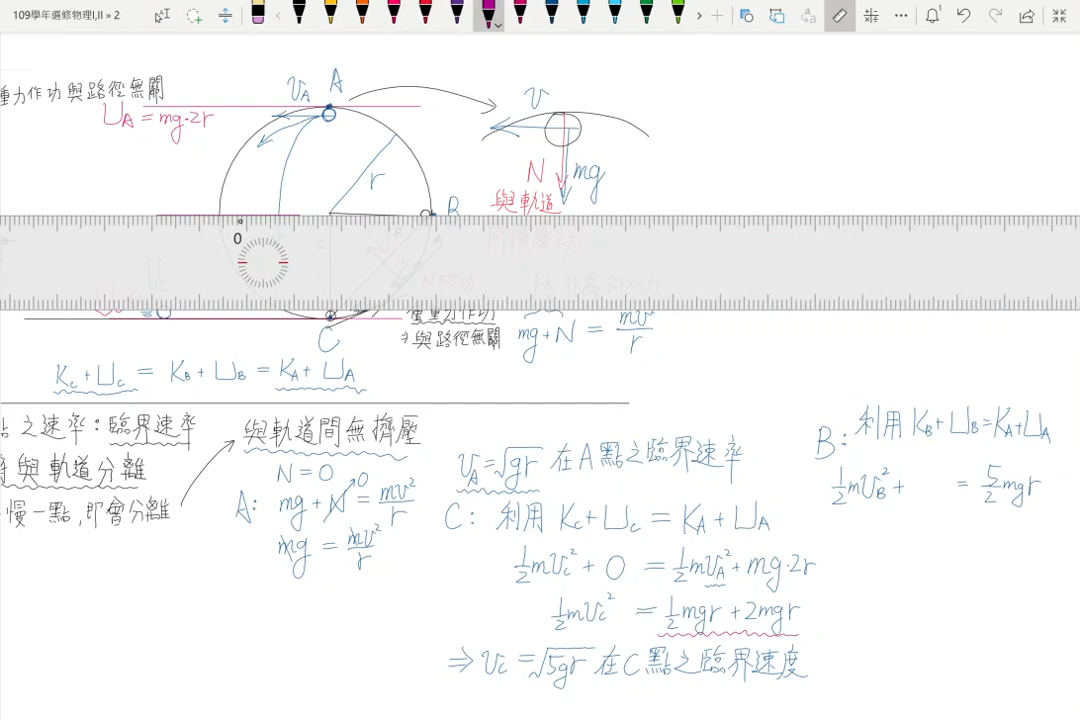 109學年選修物理I,II » 2
重力作功與路徑無關
U_A = mg·2r
v_A
A
r
B
v
N
mg
與軌道
0
C
重力作功
⇒與路徑無關
mg+N = mv²/r
K_C + U_C = K_B + U_B = K_A + U_A
點之速率：臨界速率
與軌道分離
慢一點，即會分離
與軌道間無擠壓
N = 0
A: mg + N = mv²/r
0
mg = mv²/r
v_A = √gr 在A點之臨界速率
C: 利用 K_C + U_C = K_A + U_A
½mv_C² + 0 = ½mv_A² + mg·2r
½mv_C² = ½mgr + 2mgr
⇒ v_C = √5gr 在C點之臨界速度
B: 利用 K_B + U_B = K_A + U_A
½mv_B² + = 5/2 mgr